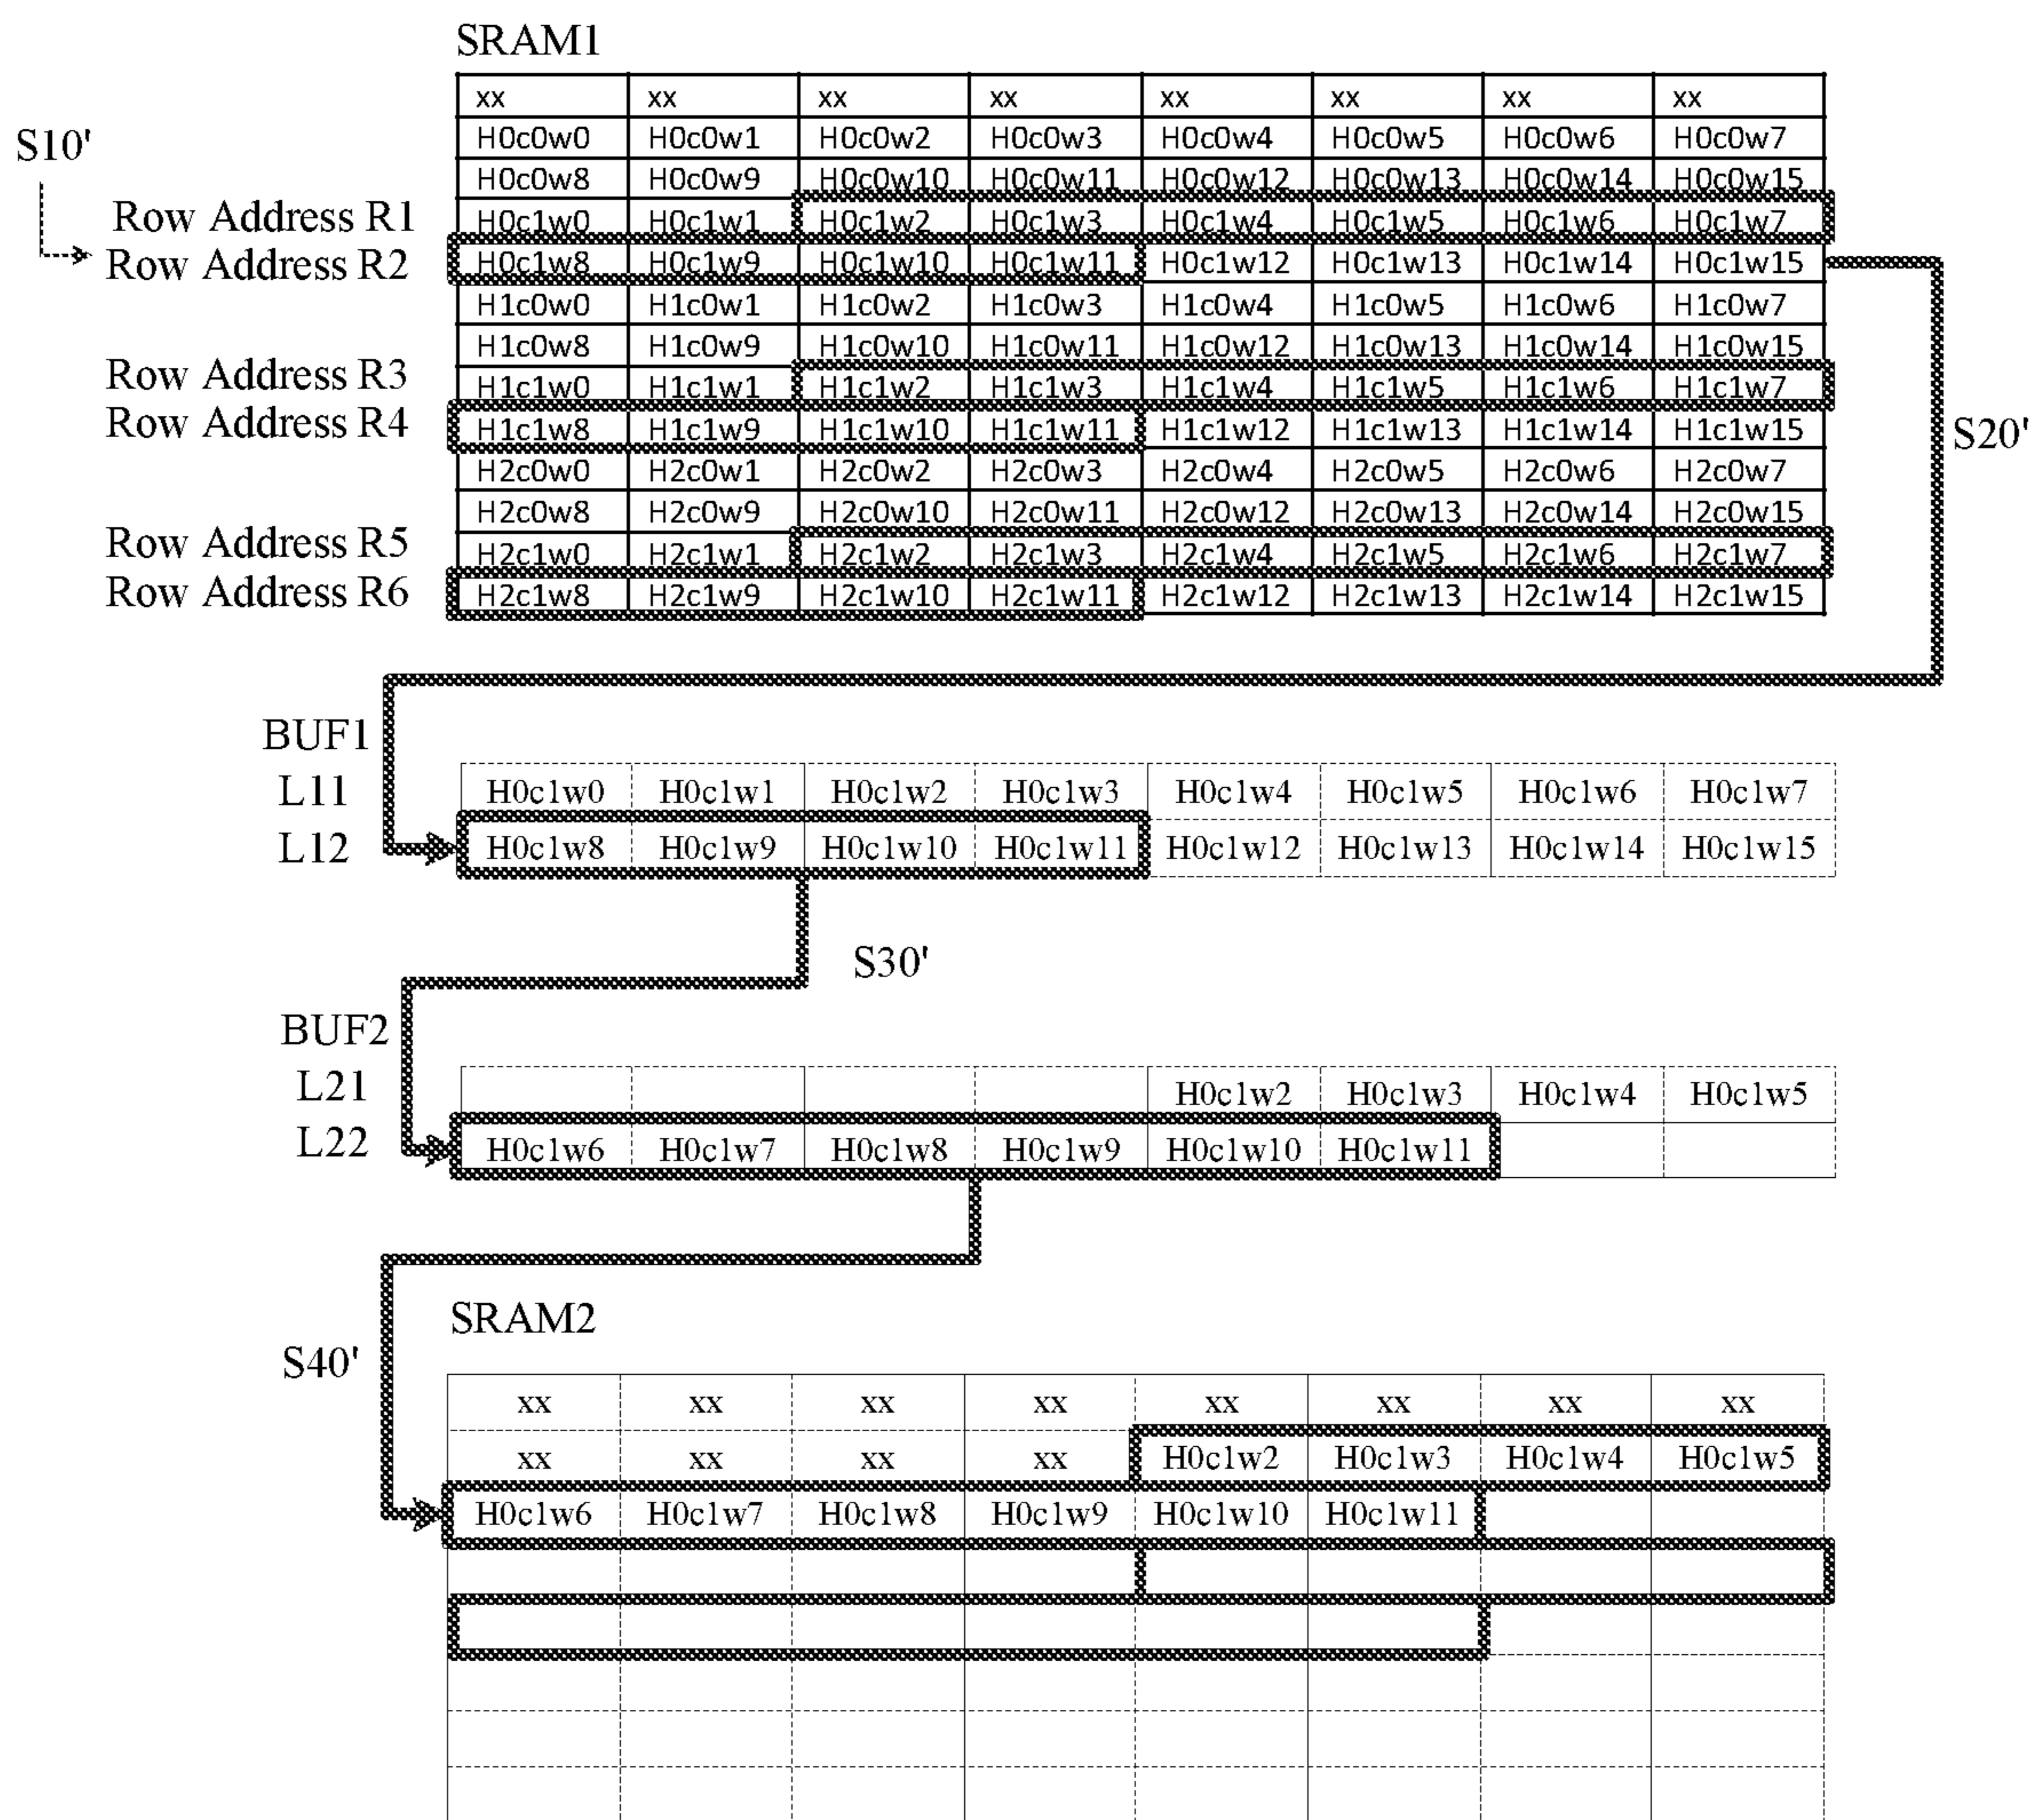 SRAM1
xx xx xx xx xx xx xx xx
S10' H0c0w0 H0c0w1 H0c0w2 H0c0w3 H0c0w4 H0c0w5 H0c0w6 H0c0w7
H0c0w8 H0c0w9 H0c0w10 H0c0w11 H0c0w12 H0c0w13 H0c0w14 H0c0w15
Row Address R1 H0c1w0 H0c1w1 H0c1w2 H0c1w3 H0c1w4 H0c1w5 H0c1w6 H0c1w7
Row Address R2 H0c1w8 H0c1w9 H0c1w10 H0c1w11 H0c1w12 H0c1w13 H0c1w14 H0c1w15
H1c0w0 H1c0w1 H1c0w2 H1c0w3 H1c0w4 H1c0w5 H1c0w6 H1c0w7
H1c0w8 H1c0w9 H1c0w10 H1c0w11 H1c0w12 H1c0w13 H1c0w14 H1c0w15
Row Address R3 H1c1w0 H1c1w1 H1c1w2 H1c1w3 H1c1w4 H1c1w5 H1c1w6 H1c1w7
Row Address R4 H1c1w8 H1c1w9 H1c1w10 H1c1w11 H1c1w12 H1c1w13 H1c1w14 H1c1w15 S20'
H2c0w0 H2c0w1 H2c0w2 H2c0w3 H2c0w4 H2c0w5 H2c0w6 H2c0w7
H2c0w8 H2c0w9 H2c0w10 H2c0w11 H2c0w12 H2c0w13 H2c0w14 H2c0w15
Row Address R5 H2c1w0 H2c1w1 H2c1w2 H2c1w3 H2c1w4 H2c1w5 H2c1w6 H2c1w7
Row Address R6 H2c1w8 H2c1w9 H2c1w10 H2c1w11 H2c1w12 H2c1w13 H2c1w14 H2c1w15
BUF1
L11 H0c1w0 H0c1w1 H0c1w2 H0c1w3 H0c1w4 H0c1w5 H0c1w6 H0c1w7
L12 H0c1w8 H0c1w9 H0c1w10 H0c1w11 H0c1w12 H0c1w13 H0c1w14 H0c1w15
S30'
BUF2
L21 H0c1w2 H0c1w3 H0c1w4 H0c1w5
L22 H0c1w6 H0c1w7 H0c1w8 H0c1w9 H0c1w10 H0c1w11
SRAM2
S40'
xx xx xx xx xx xx xx xx
xx xx xx xx H0c1w2 H0c1w3 H0c1w4 H0c1w5
H0c1w6 H0c1w7 H0c1w8 H0c1w9 H0c1w10 H0c1w11